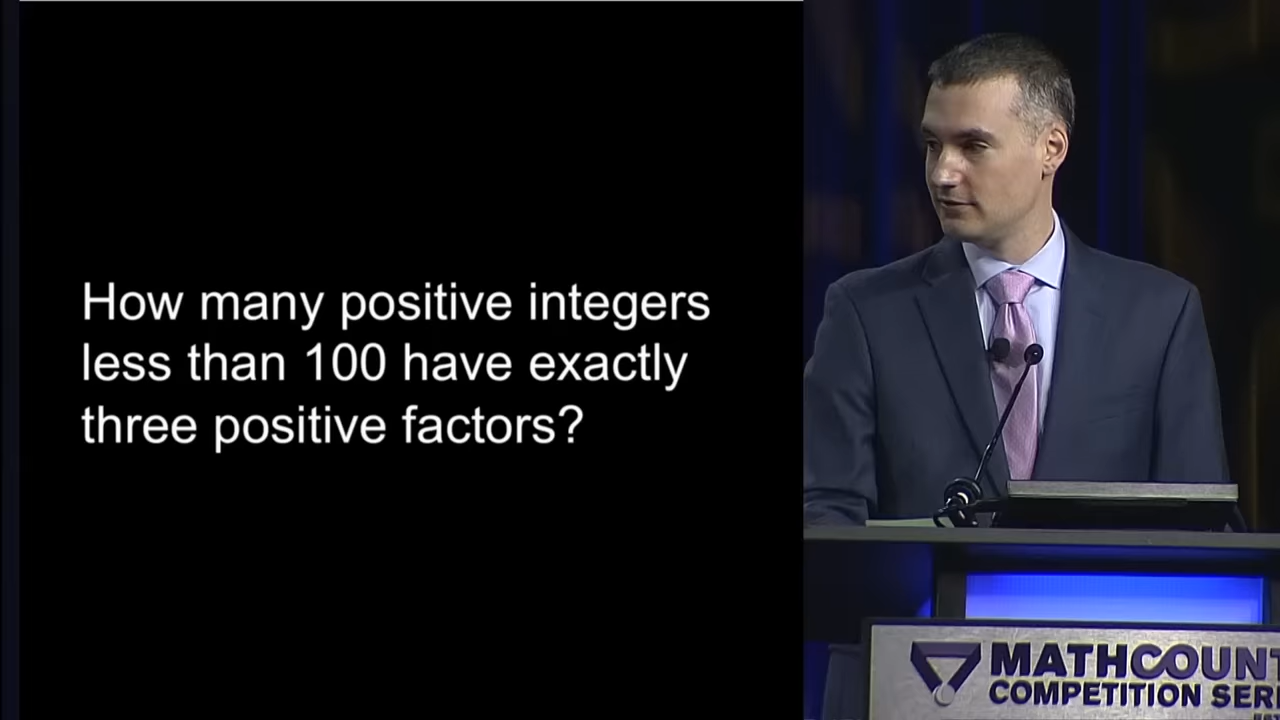 How many positive integers
less than 100 have exactly
three positive factors?
MATHCOUNT
COMPETITION SERI